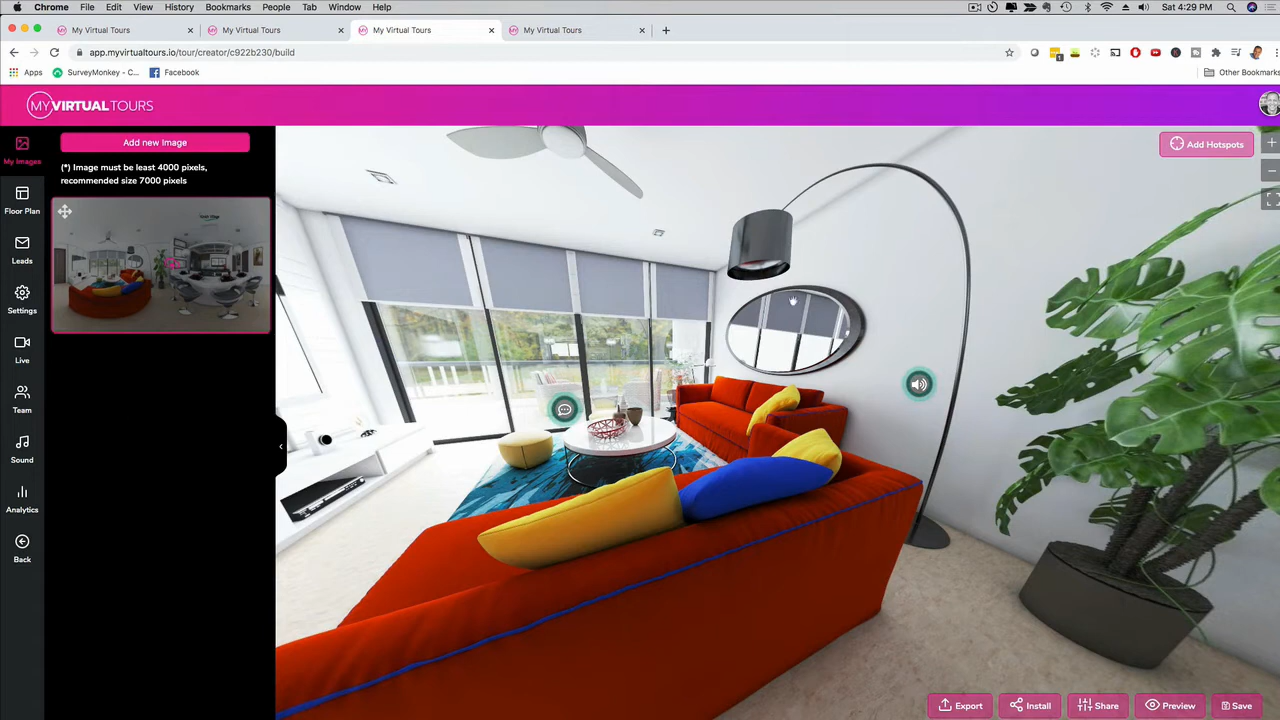 Chrome File Edit View History Bookmarks People Tab Window Help Sat 4:29 PM
My Virtual Tours × My Virtual Tours × My Virtual Tours × My Virtual Tours × +
app.myvirtualtours.io/tour/creator/c922b230/build
Apps SurveyMonkey - C... Facebook Other Bookmarks
MYVIRTUALTOURS
My Images
Floor Plan
Leads
Settings
Live
Team
Sound
Analytics
Back
Add new Image
(*) Image must be least 4000 pixels,
recommended size 7000 pixels
Add Hotspots
Export Install Share Preview Save